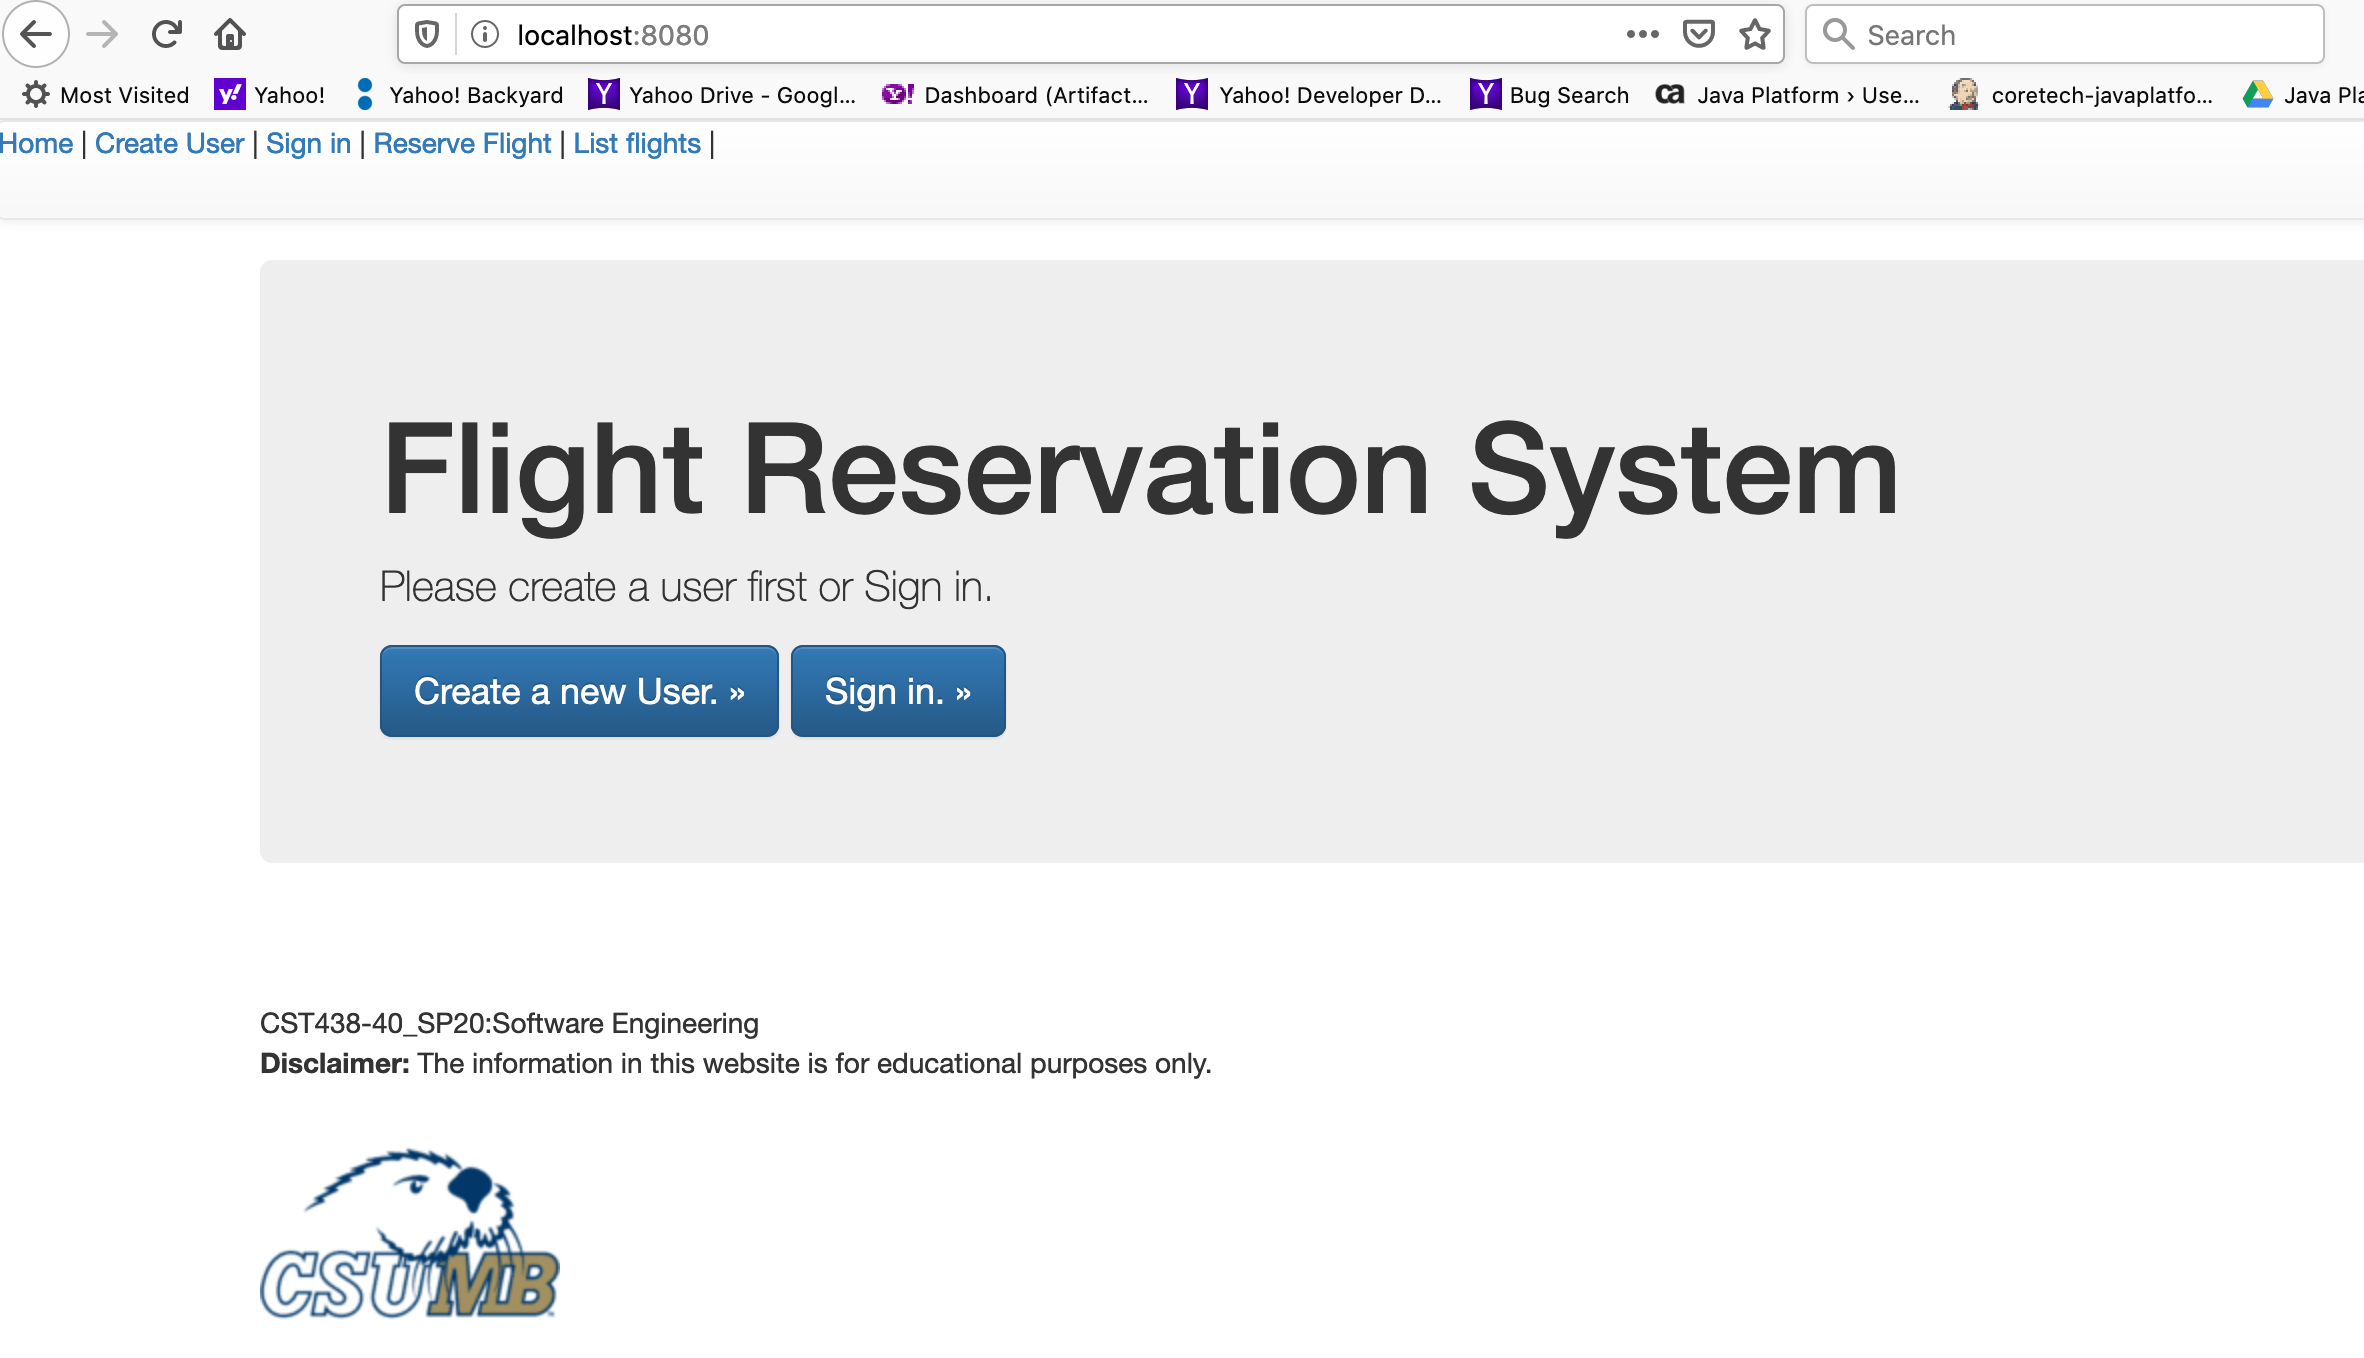 localhost:8080
Search
Most Visited Yahoo! Yahoo! Backyard Yahoo Drive - Googl... Dashboard (Artifact... Yahoo! Developer D... Bug Search Java Platform › Use... coretech-javaplatfo... Java Pla
Home | Create User | Sign in | Reserve Flight | List flights |
Flight Reservation System
Please create a user first or Sign in.
Create a new User. » Sign in. »
CST438-40_SP20:Software Engineering
Disclaimer: The information in this website is for educational purposes only.
CSUMB